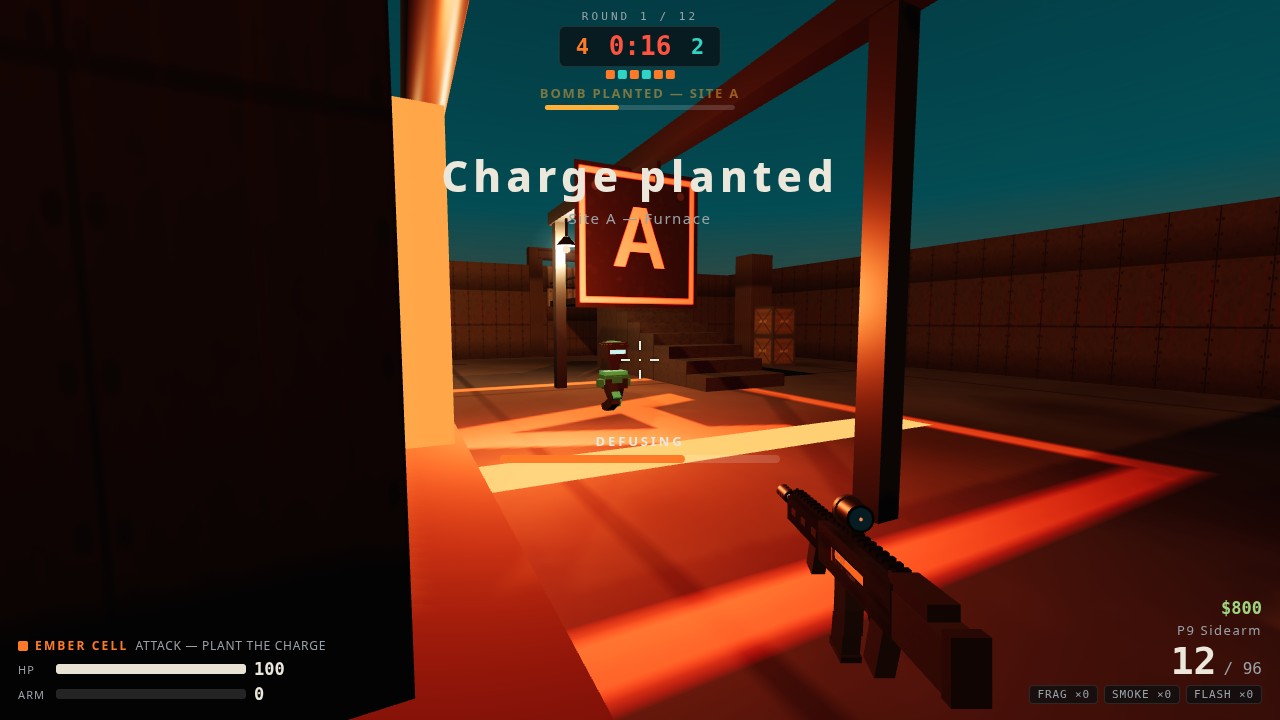 ROUND 1 / 12
4 0:16 2
BOMB PLANTED — SITE A
Charge planted
Site A — Furnace
A
DEFUSING
EMBER CELL ATTACK — PLANT THE CHARGE
HP 100
ARM 0
$800
P9 Sidearm
12 / 96
FRAG ×0 SMOKE ×0 FLASH ×0